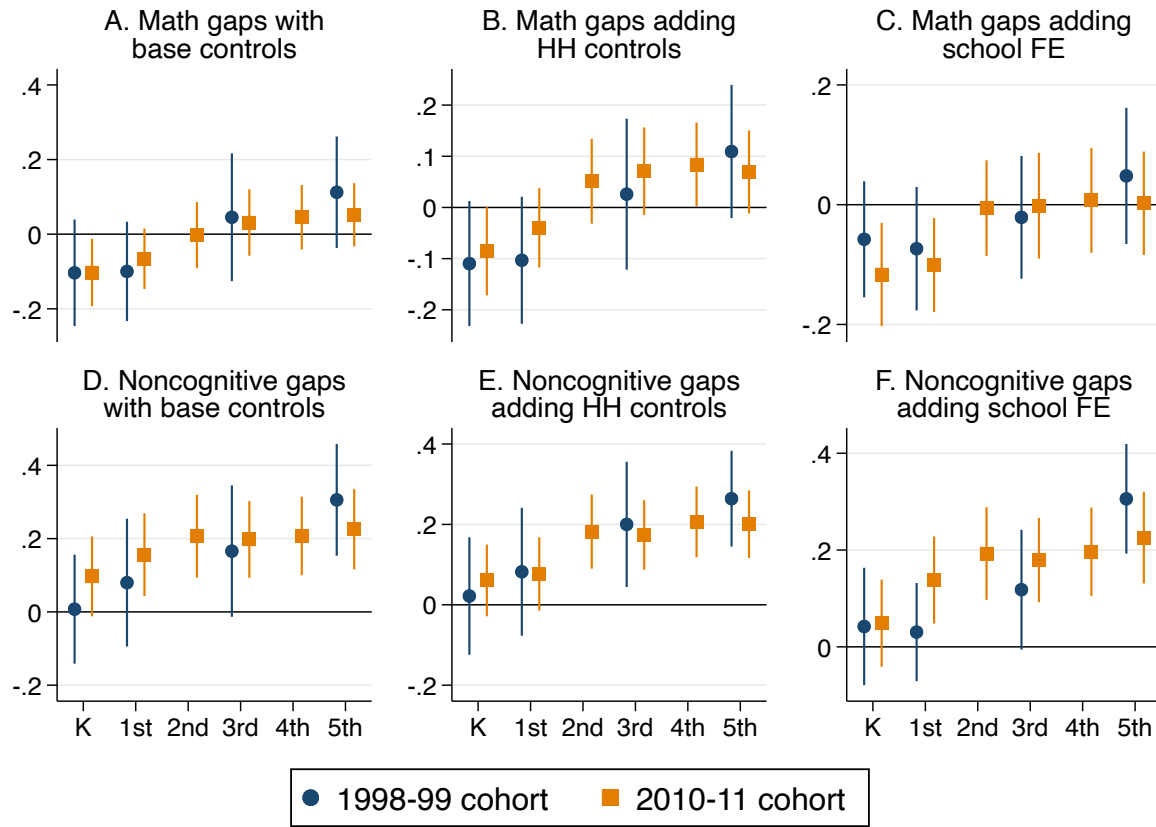 A. Math gaps with
base controls
.4
.2
0
-.2
B. Math gaps adding
HH controls
.2
.1
0
-.1
-.2
C. Math gaps adding
school FE
.2
0
-.2
D. Noncognitive gaps
with base controls
.4
.2
0
-.2
K 1st 2nd 3rd 4th 5th
E. Noncognitive gaps
adding HH controls
.4
.2
0
-.2
K 1st 2nd 3rd 4th 5th
F. Noncognitive gaps
adding school FE
.4
.2
0
K 1st 2nd 3rd 4th 5th
1998-99 cohort 2010-11 cohort